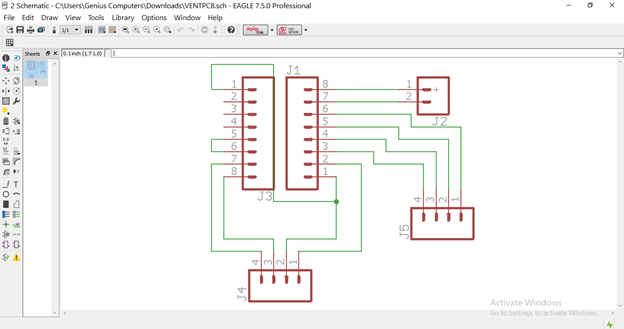 2 Schematic - C:\Users\Genius Computers\Downloads\VENTPCB.sch - EAGLE 7.5.0 Professional
File Edit Draw View Tools Library Options Window Help
1/1
Sheets
0.1 inch (1.7 1.0)
1
J1
1
2
3
4
5
6
7
8
8
7
6
5
4
3
2
1
1
2
+
J2
J3
4
3
2
1
J5
4
3
2
1
J4
Activate Windows
Go to Settings to activate Windows.